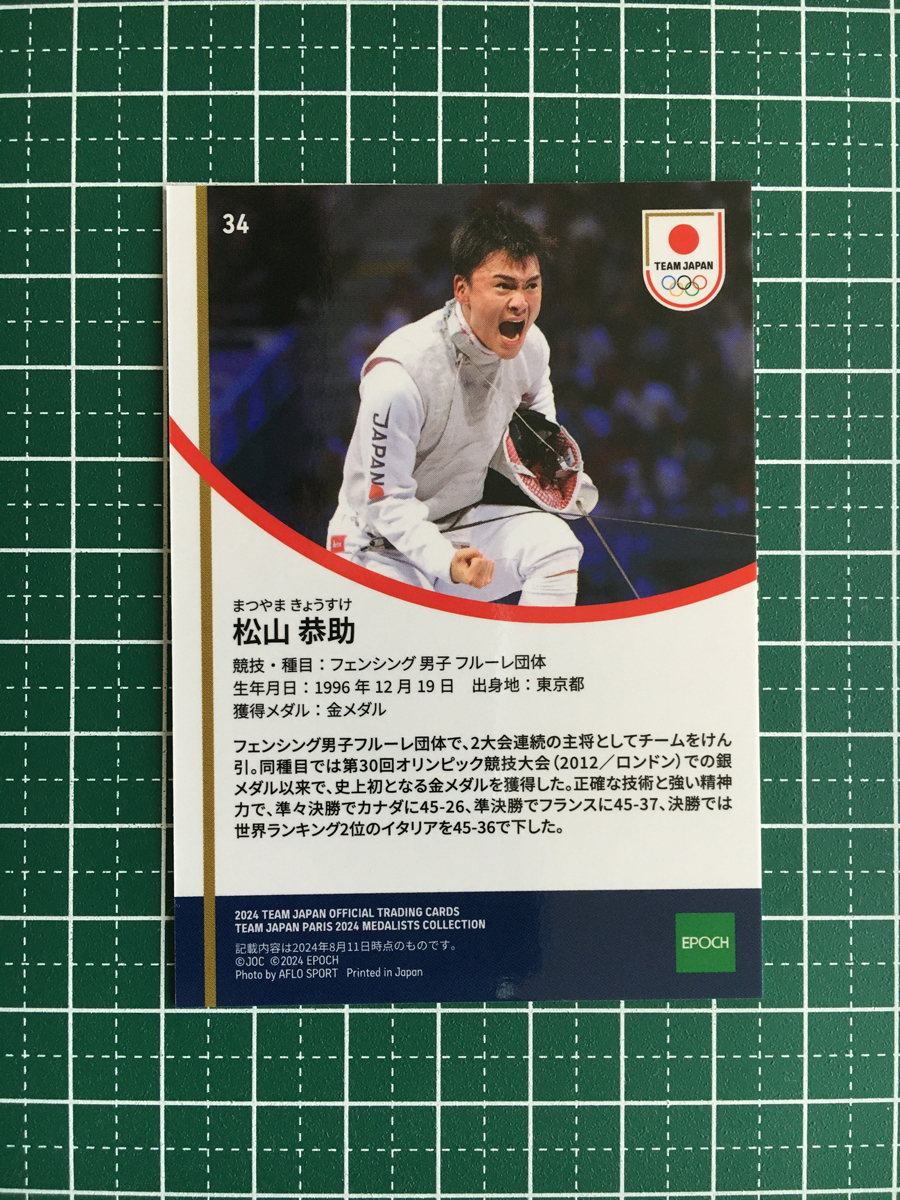 34
TEAM JAPAN
JAPAN
まつやま きょうすけ
松山 恭助
競技・種目：フェンシング 男子 フルーレ団体
生年月日：1996 年 12 月 19 日　出身地：東京都
獲得メダル：金メダル
フェンシング男子フルーレ団体で、2大会連続の主将としてチームをけん
引。同種目では第30回オリンピック競技大会（2012／ロンドン）での銀
メダル以来で、史上初となる金メダルを獲得した。正確な技術と強い精神
力で、準々決勝でカナダに45-26、準決勝でフランスに45-37、決勝では
世界ランキング2位のイタリアを45-36で下した。
2024 TEAM JAPAN OFFICIAL TRADING CARDS
TEAM JAPAN PARIS 2024 MEDALISTS COLLECTION
記載内容は2024年8月11日時点のものです。
©JOC ©2024 EPOCH
Photo by AFLO SPORT Printed in Japan
EPOCH